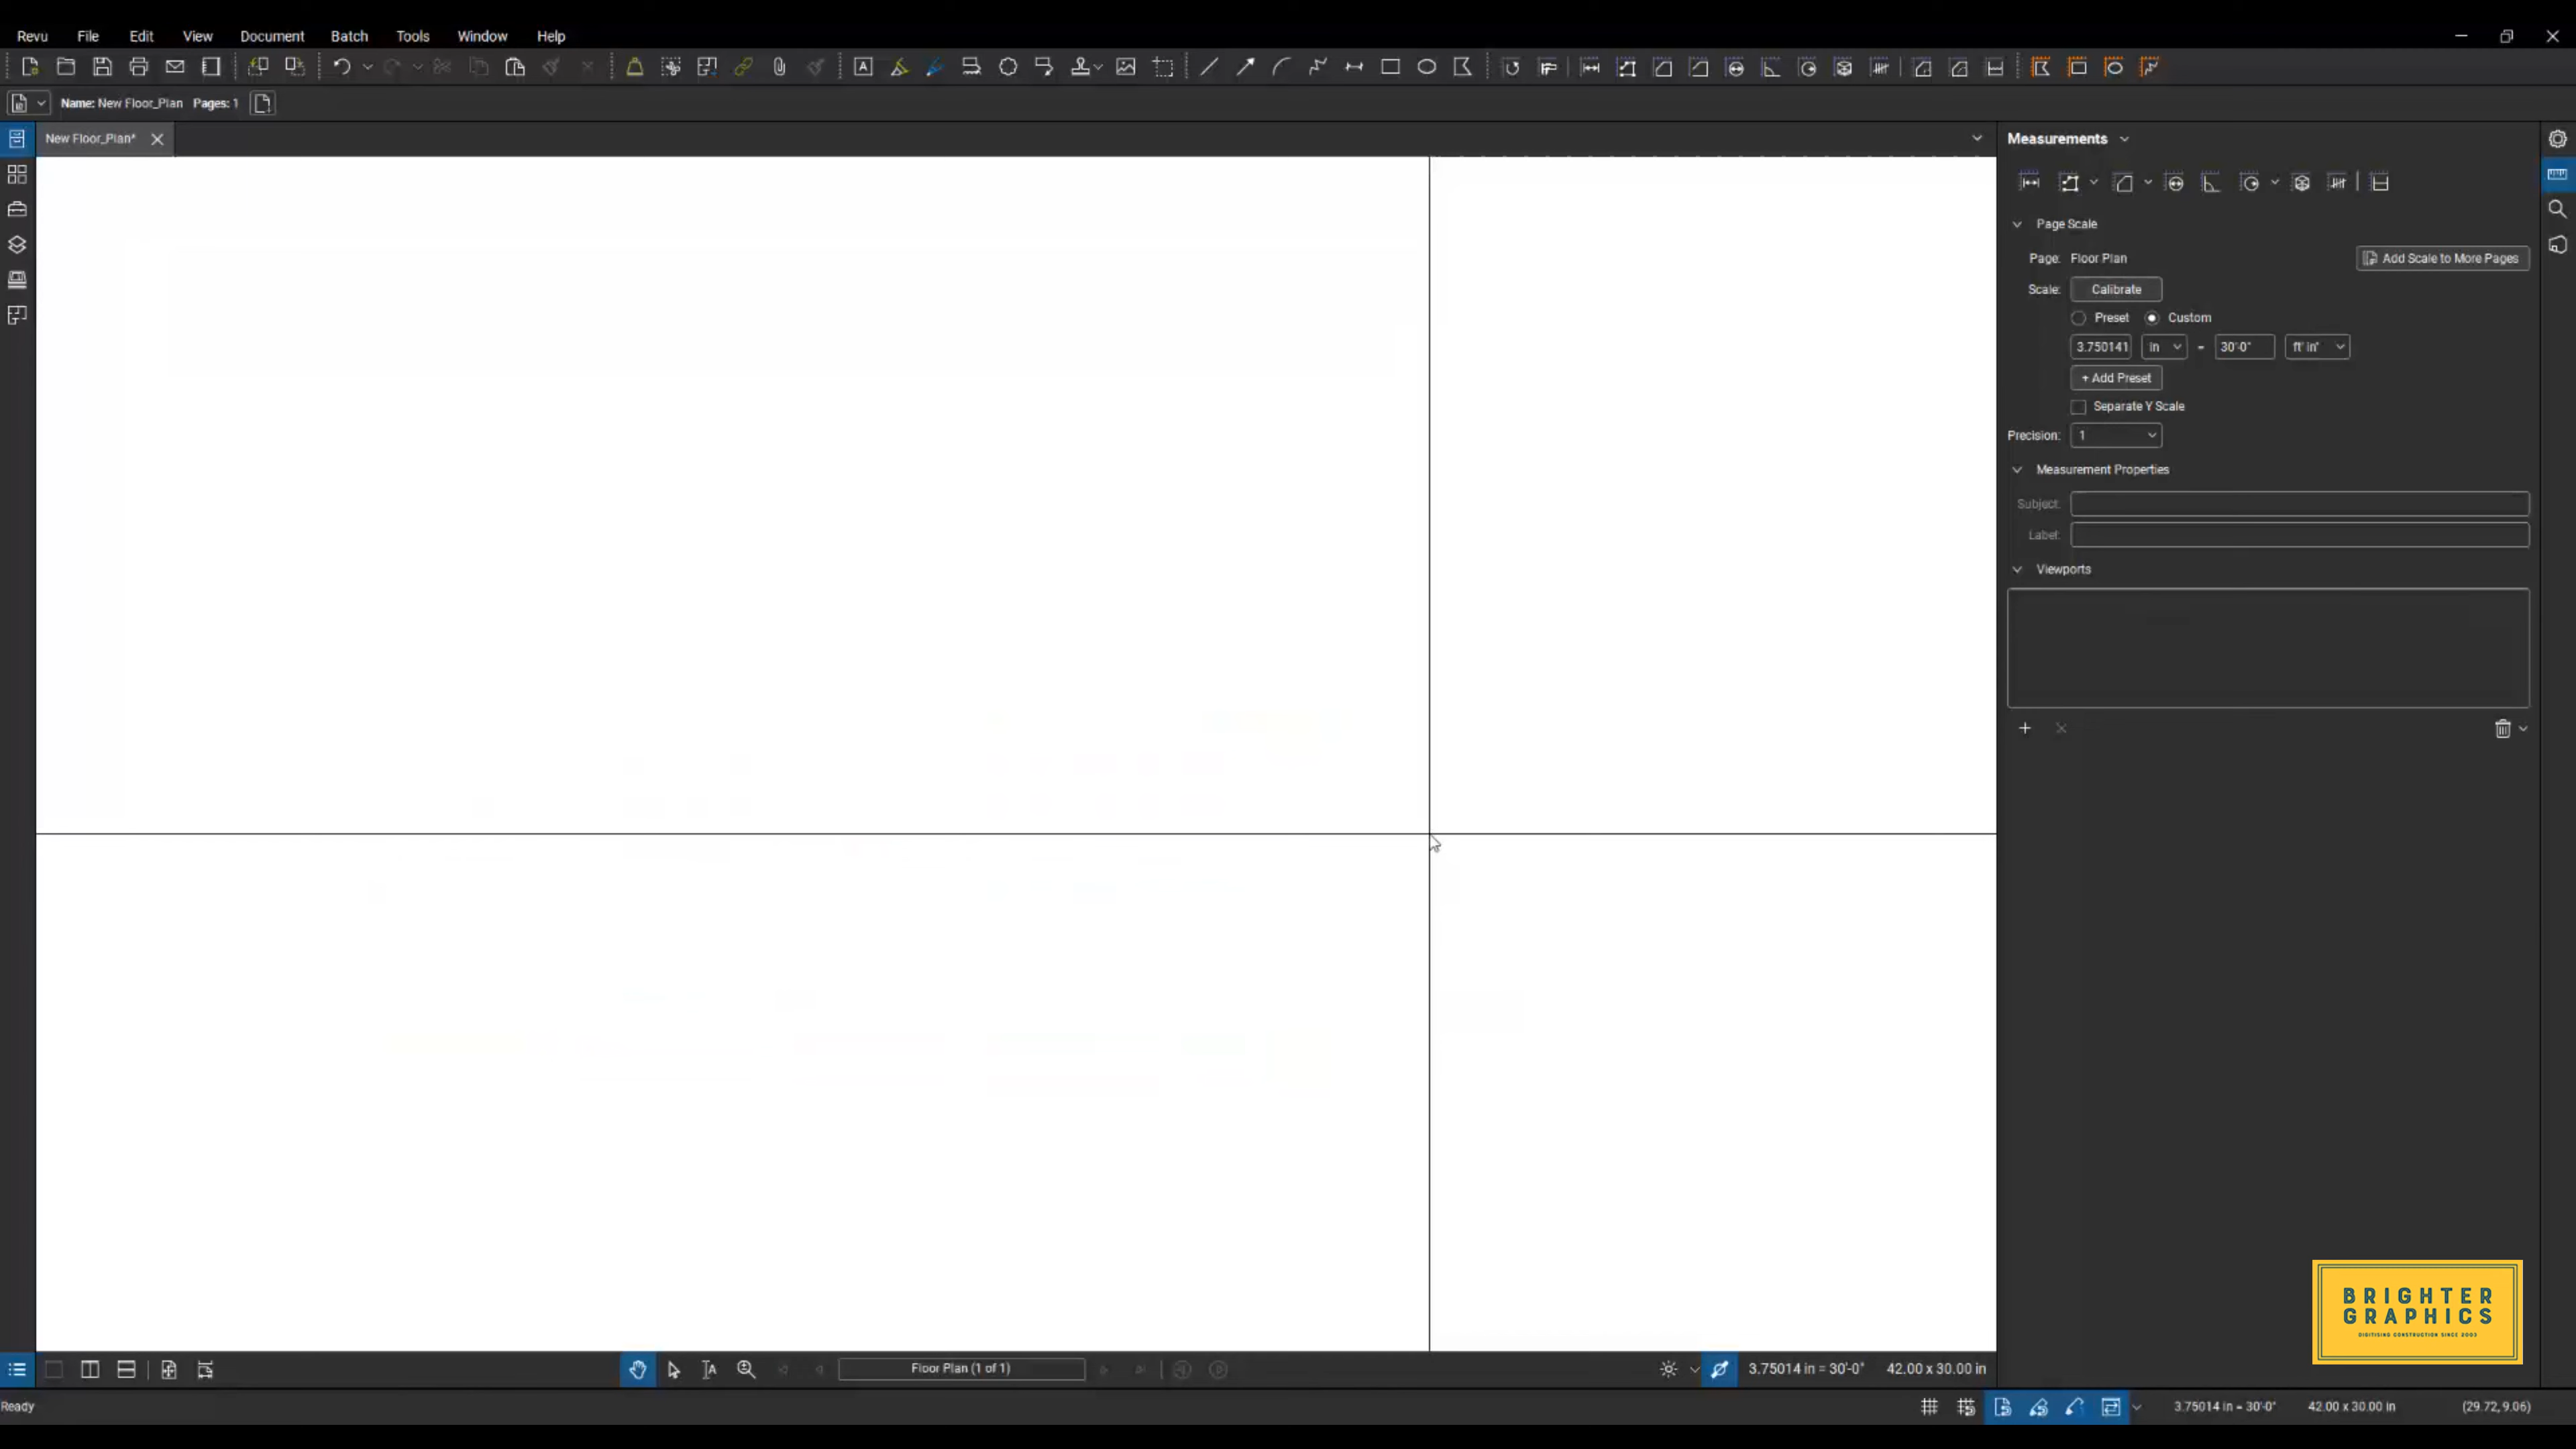 Revu File Edit View Document Batch Tools Window Help
Name: New Floor_Plan Pages: 1
New Floor_Plan*
Measurements
Page Scale
Page: Floor Plan
Add Scale to More Pages
Scale: Calibrate
Preset Custom
3.750141 in = 30'-0" ft' in"
+ Add Preset
Separate Y Scale
Precision: 1
Measurement Properties
Subject:
Label:
Viewports
BRIGHTER
GRAPHICS
DIGITISING CONSTRUCTION SINCE 2003
Floor Plan (1 of 1)
3.75014 in = 30'-0" 42.00 x 30.00 in
Ready
3.75014 in = 30'-0" 42.00 x 30.00 in (29.72, 9.06)